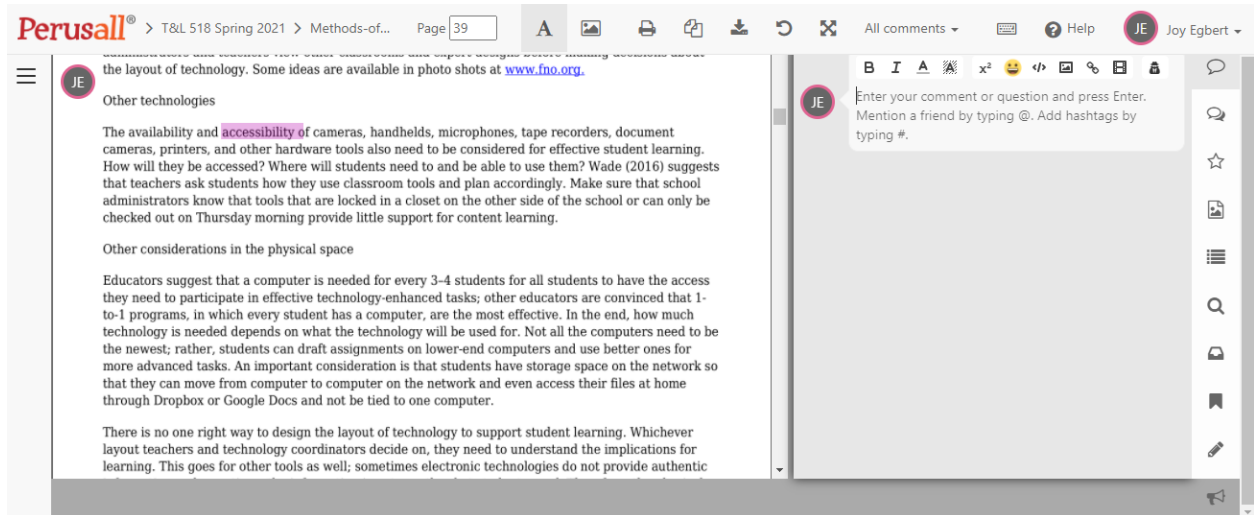 Perusall® > T&L 518 Spring 2021 > Methods-of... Page 39 A All comments Help JE Joy Egbert
administrators and teachers view other classrooms and expert designs before making decisions about
JE the layout of technology. Some ideas are available in photo shots at www.fno.org.
Other technologies
The availability and accessibility of cameras, handhelds, microphones, tape recorders, document
cameras, printers, and other hardware tools also need to be considered for effective student learning.
How will they be accessed? Where will students need to and be able to use them? Wade (2016) suggests
that teachers ask students how they use classroom tools and plan accordingly. Make sure that school
administrators know that tools that are locked in a closet on the other side of the school or can only be
checked out on Thursday morning provide little support for content learning.
Other considerations in the physical space
Educators suggest that a computer is needed for every 3–4 students for all students to have the access
they need to participate in effective technology-enhanced tasks; other educators are convinced that 1-
to-1 programs, in which every student has a computer, are the most effective. In the end, how much
technology is needed depends on what the technology will be used for. Not all the computers need to be
the newest; rather, students can draft assignments on lower-end computers and use better ones for
more advanced tasks. An important consideration is that students have storage space on the network so
that they can move from computer to computer on the network and even access their files at home
through Dropbox or Google Docs and not be tied to one computer.
There is no one right way to design the layout of technology to support student learning. Whichever
layout teachers and technology coordinators decide on, they need to understand the implications for
learning. This goes for other tools as well; sometimes electronic technologies do not provide authentic
B I A A x²
JE Enter your comment or question and press Enter.
Mention a friend by typing @. Add hashtags by
typing #.